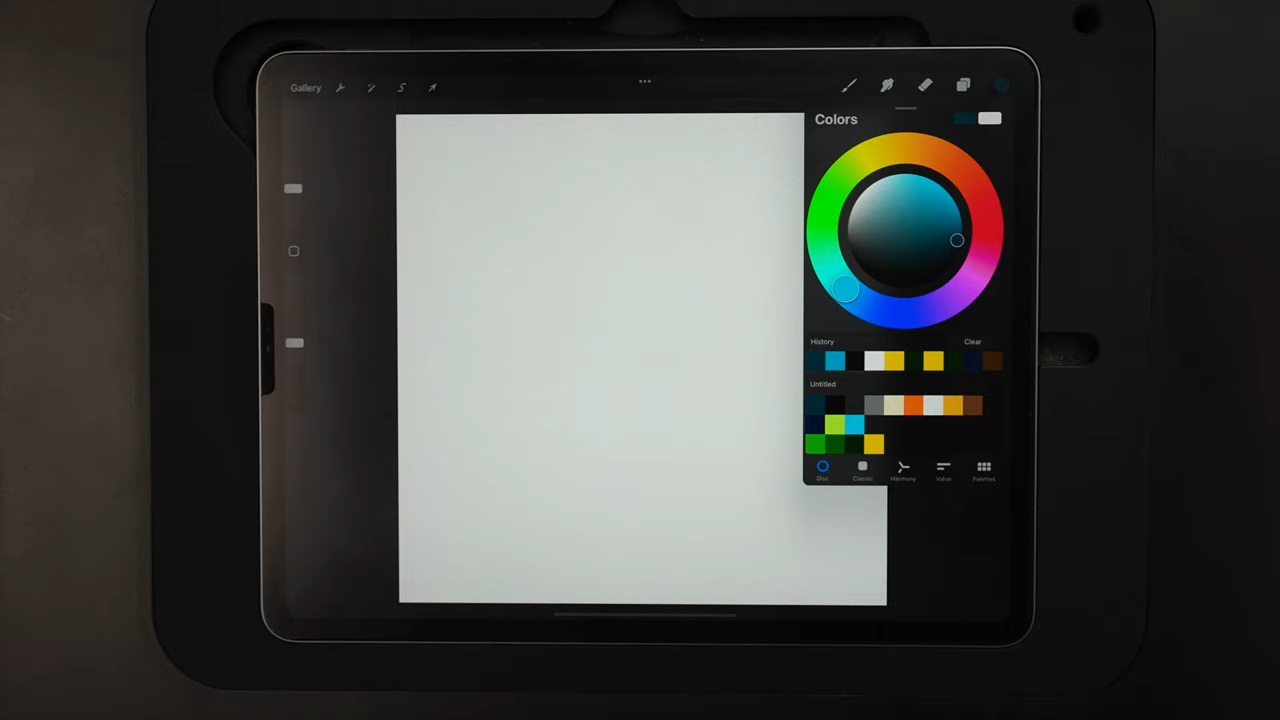 Gallery
Colors
History Clear
Untitled
Disc Classic Harmony Value Palettes